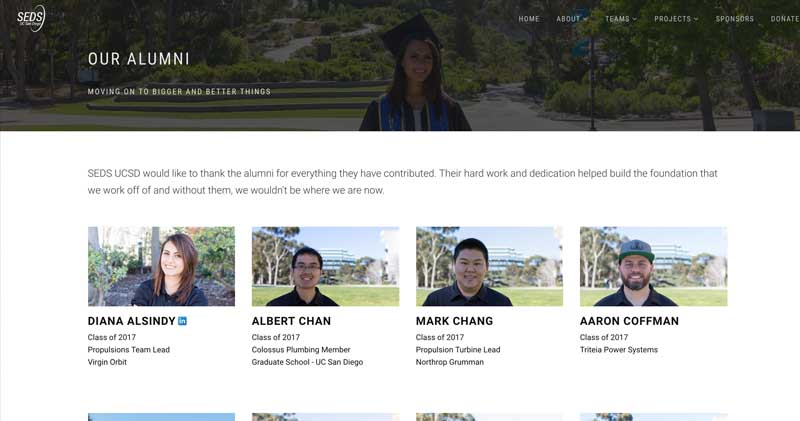 SEDS
UC San Diego
HOME ABOUT TEAMS PROJECTS SPONSORS DONATE
OUR ALUMNI
MOVING ON TO BIGGER AND BETTER THINGS
SEDS UCSD would like to thank the alumni for everything they have contributed. Their hard work and dedication helped build the foundation that
we work off of and without them, we wouldn't be where we are now.
DIANA ALSINDY in
Class of 2017
Propulsions Team Lead
Virgin Orbit
ALBERT CHAN
Class of 2017
Colossus Plumbing Member
Graduate School - UC San Diego
MARK CHANG
Class of 2017
Propulsion Turbine Lead
Northrop Grumman
AARON COFFMAN
Class of 2017
Triteia Power Systems